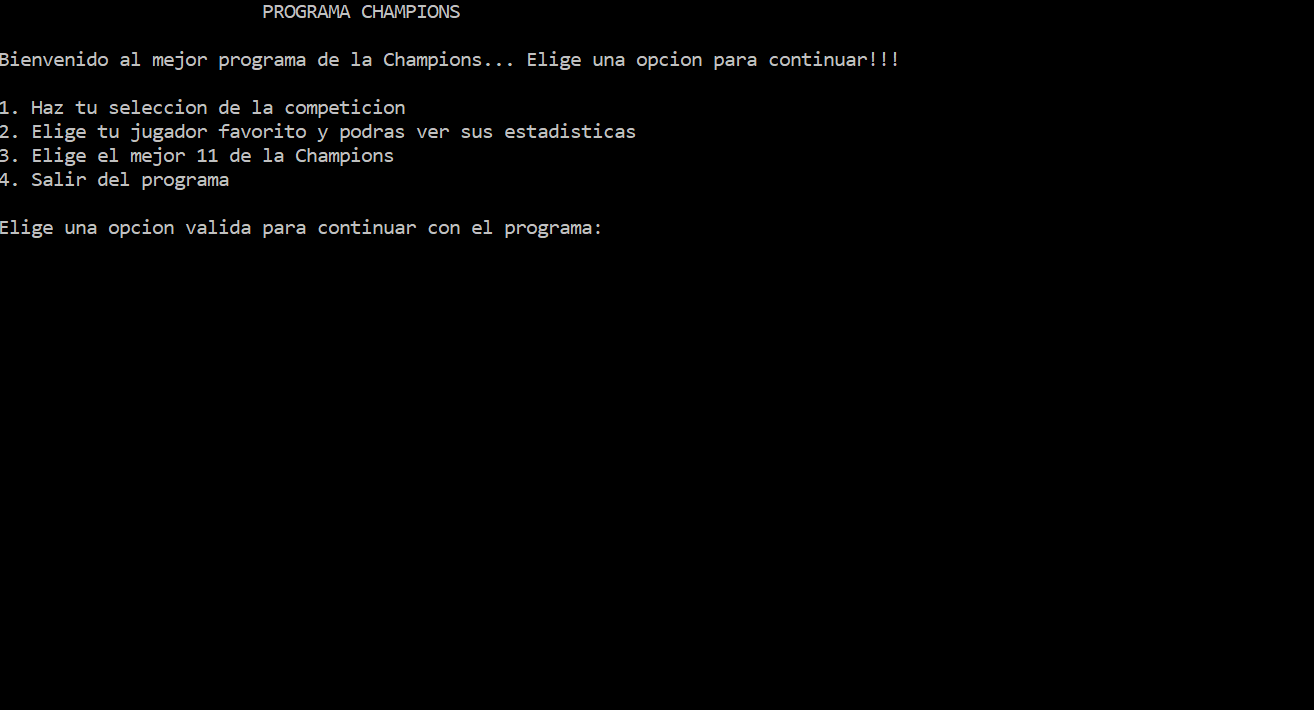 PROGRAMA CHAMPIONS
Bienvenido al mejor programa de la Champions... Elige una opcion para continuar!!!
1. Haz tu seleccion de la competicion
2. Elige tu jugador favorito y podras ver sus estadisticas
3. Elige el mejor 11 de la Champions
4. Salir del programa
Elige una opcion valida para continuar con el programa: